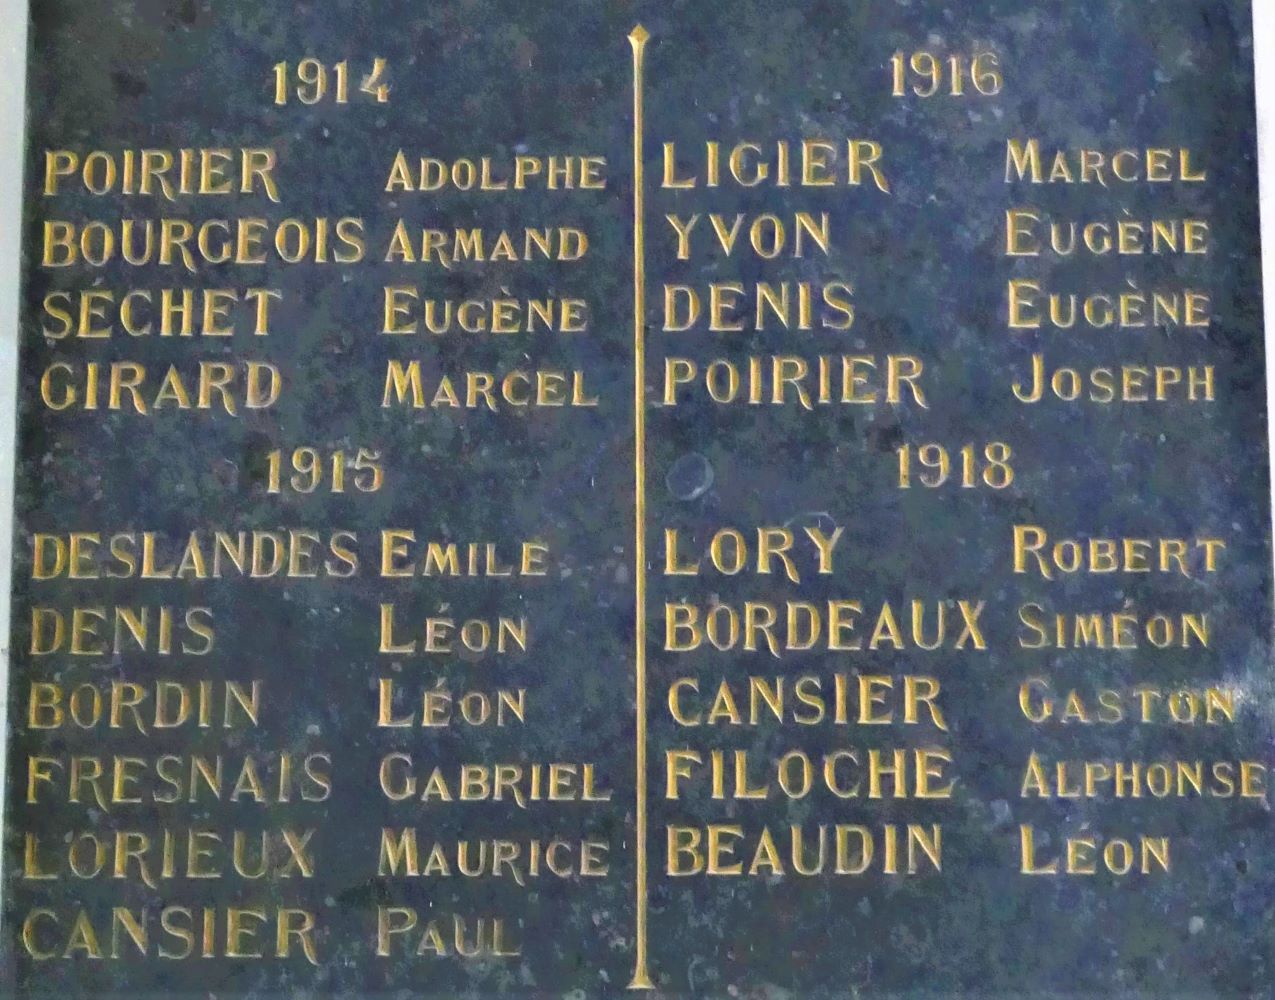 1914
POIRIER ADOLPHE
BOURGEOIS ARMAND
SÉCHET EUGÈNE
GIRARD MARCEL
1915
DESLANDES EMILE
DENIS LÉON
BORDIN LÉON
FRESNAIS GABRIEL
LORIEUX MAURICE
CANSIER PAUL
1916
LIGIER MARCEL
YVON EUGÈNE
DENIS EUGÈNE
POIRIER JOSEPH
1918
LORY ROBERT
BORDEAUX SIMÉON
CANSIER GASTON
FILOCHE ALPHONSE
BEAUDIN LÉON